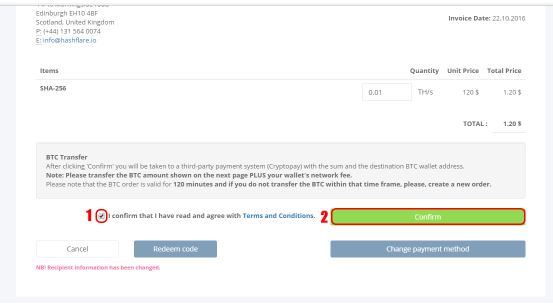 Edinburgh EH10 4BF
Scotland, United Kingdom
P: (+44) 131 564 0074
E: info@hashflare.io
Invoice Date: 22.10.2016
Items Quantity Unit Price Total Price
SHA-256 0.01 TH/s 120 $ 1.20 $
TOTAL: 1.20 $
BTC Transfer
After clicking 'Confirm' you will be taken to a third-party payment system (Cryptopay) with the sum and the destination BTC wallet address.
Note: Please transfer the BTC amount shown on the next page PLUS your wallet's network fee.
Please note that the BTC order is valid for 120 minutes and if you do not transfer the BTC within that time frame, please, create a new order.
1 I confirm that I have read and agree with Terms and Conditions. 2 Confirm
Cancel Redeem code Change payment method
NB! Recipient information has been changed.